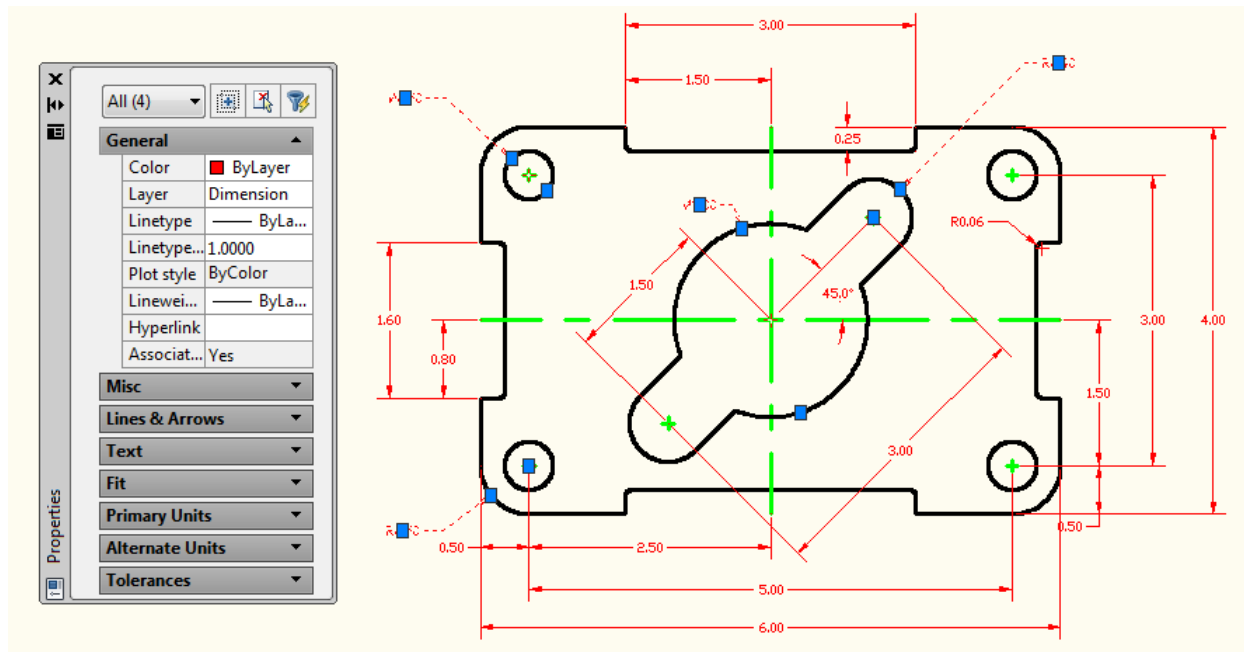 All (4)
General
Color ByLayer
Layer Dimension
Linetype ByLa...
Linetype... 1.0000
Plot style ByColor
Linewei... ByLa...
Hyperlink
Associat... Yes
Misc
Lines & Arrows
Text
Fit
Primary Units
Alternate Units
Tolerances
Properties
3.00
1.50
0.25
R0.06
1.50
45.0°
1.60
0.80
3.00
4.00
1.50
3.00
0.50
0.50
2.50
5.00
6.00